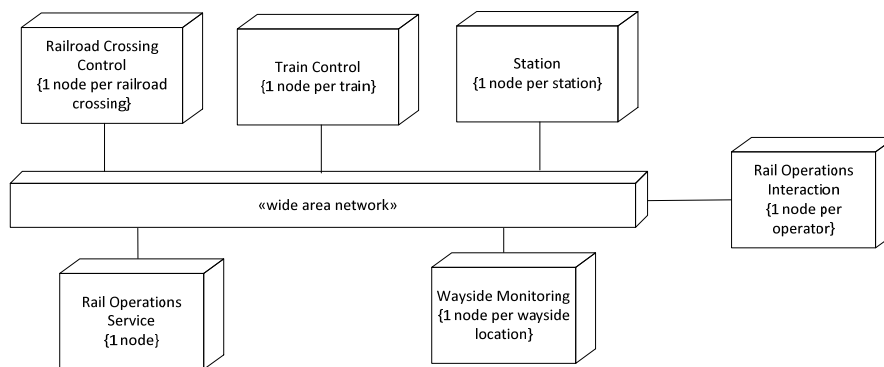 Railroad Crossing
Control
{1 node per railroad
crossing}
Train Control
{1 node per train}
Station
{1 node per station}
Rail Operations
Interaction
{1 node per
operator}
«wide area network»
Rail Operations
Service
{1 node}
Wayside Monitoring
{1 node per wayside
location}